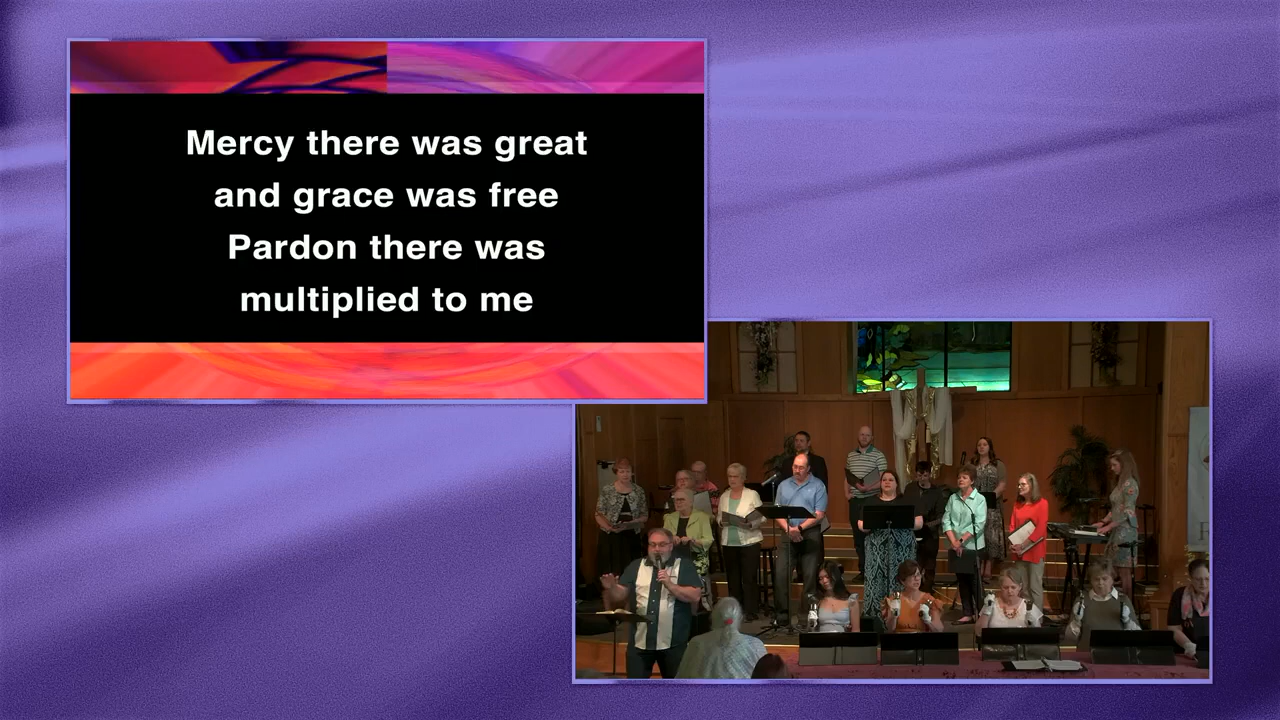 Mercy there was great
and grace was free
Pardon there was
multiplied to me